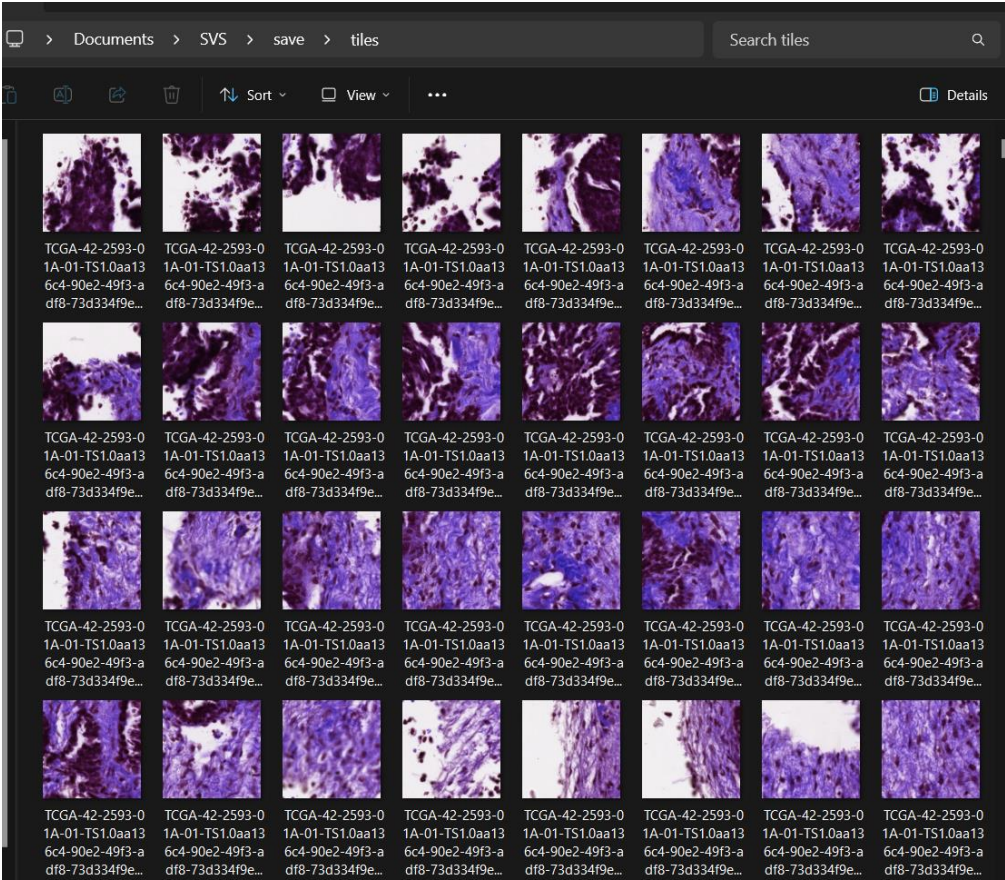 Documents > SVS > save > tiles
Search tiles
Sort
View
Details
TCGA-42-2593-0
1A-01-TS1.0aa13
6c4-90e2-49f3-a
df8-73d334f9e...
TCGA-42-2593-0
1A-01-TS1.0aa13
6c4-90e2-49f3-a
df8-73d334f9e...
TCGA-42-2593-0
1A-01-TS1.0aa13
6c4-90e2-49f3-a
df8-73d334f9e...
TCGA-42-2593-0
1A-01-TS1.0aa13
6c4-90e2-49f3-a
df8-73d334f9e...
TCGA-42-2593-0
1A-01-TS1.0aa13
6c4-90e2-49f3-a
df8-73d334f9e...
TCGA-42-2593-0
1A-01-TS1.0aa13
6c4-90e2-49f3-a
df8-73d334f9e...
TCGA-42-2593-0
1A-01-TS1.0aa13
6c4-90e2-49f3-a
df8-73d334f9e...
TCGA-42-2593-0
1A-01-TS1.0aa13
6c4-90e2-49f3-a
df8-73d334f9e...
TCGA-42-2593-0
1A-01-TS1.0aa13
6c4-90e2-49f3-a
df8-73d334f9e...
TCGA-42-2593-0
1A-01-TS1.0aa13
6c4-90e2-49f3-a
df8-73d334f9e...
TCGA-42-2593-0
1A-01-TS1.0aa13
6c4-90e2-49f3-a
df8-73d334f9e...
TCGA-42-2593-0
1A-01-TS1.0aa13
6c4-90e2-49f3-a
df8-73d334f9e...
TCGA-42-2593-0
1A-01-TS1.0aa13
6c4-90e2-49f3-a
df8-73d334f9e...
TCGA-42-2593-0
1A-01-TS1.0aa13
6c4-90e2-49f3-a
df8-73d334f9e...
TCGA-42-2593-0
1A-01-TS1.0aa13
6c4-90e2-49f3-a
df8-73d334f9e...
TCGA-42-2593-0
1A-01-TS1.0aa13
6c4-90e2-49f3-a
df8-73d334f9e...
TCGA-42-2593-0
1A-01-TS1.0aa13
6c4-90e2-49f3-a
df8-73d334f9e...
TCGA-42-2593-0
1A-01-TS1.0aa13
6c4-90e2-49f3-a
df8-73d334f9e...
TCGA-42-2593-0
1A-01-TS1.0aa13
6c4-90e2-49f3-a
df8-73d334f9e...
TCGA-42-2593-0
1A-01-TS1.0aa13
6c4-90e2-49f3-a
df8-73d334f9e...
TCGA-42-2593-0
1A-01-TS1.0aa13
6c4-90e2-49f3-a
df8-73d334f9e...
TCGA-42-2593-0
1A-01-TS1.0aa13
6c4-90e2-49f3-a
df8-73d334f9e...
TCGA-42-2593-0
1A-01-TS1.0aa13
6c4-90e2-49f3-a
df8-73d334f9e...
TCGA-42-2593-0
1A-01-TS1.0aa13
6c4-90e2-49f3-a
df8-73d334f9e...
TCGA-42-2593-0
1A-01-TS1.0aa13
6c4-90e2-49f3-a
df8-73d334f9e...
TCGA-42-2593-0
1A-01-TS1.0aa13
6c4-90e2-49f3-a
df8-73d334f9e...
TCGA-42-2593-0
1A-01-TS1.0aa13
6c4-90e2-49f3-a
df8-73d334f9e...
TCGA-42-2593-0
1A-01-TS1.0aa13
6c4-90e2-49f3-a
df8-73d334f9e...
TCGA-42-2593-0
1A-01-TS1.0aa13
6c4-90e2-49f3-a
df8-73d334f9e...
TCGA-42-2593-0
1A-01-TS1.0aa13
6c4-90e2-49f3-a
df8-73d334f9e...
TCGA-42-2593-0
1A-01-TS1.0aa13
6c4-90e2-49f3-a
df8-73d334f9e...
TCGA-42-2593-0
1A-01-TS1.0aa13
6c4-90e2-49f3-a
df8-73d334f9e...